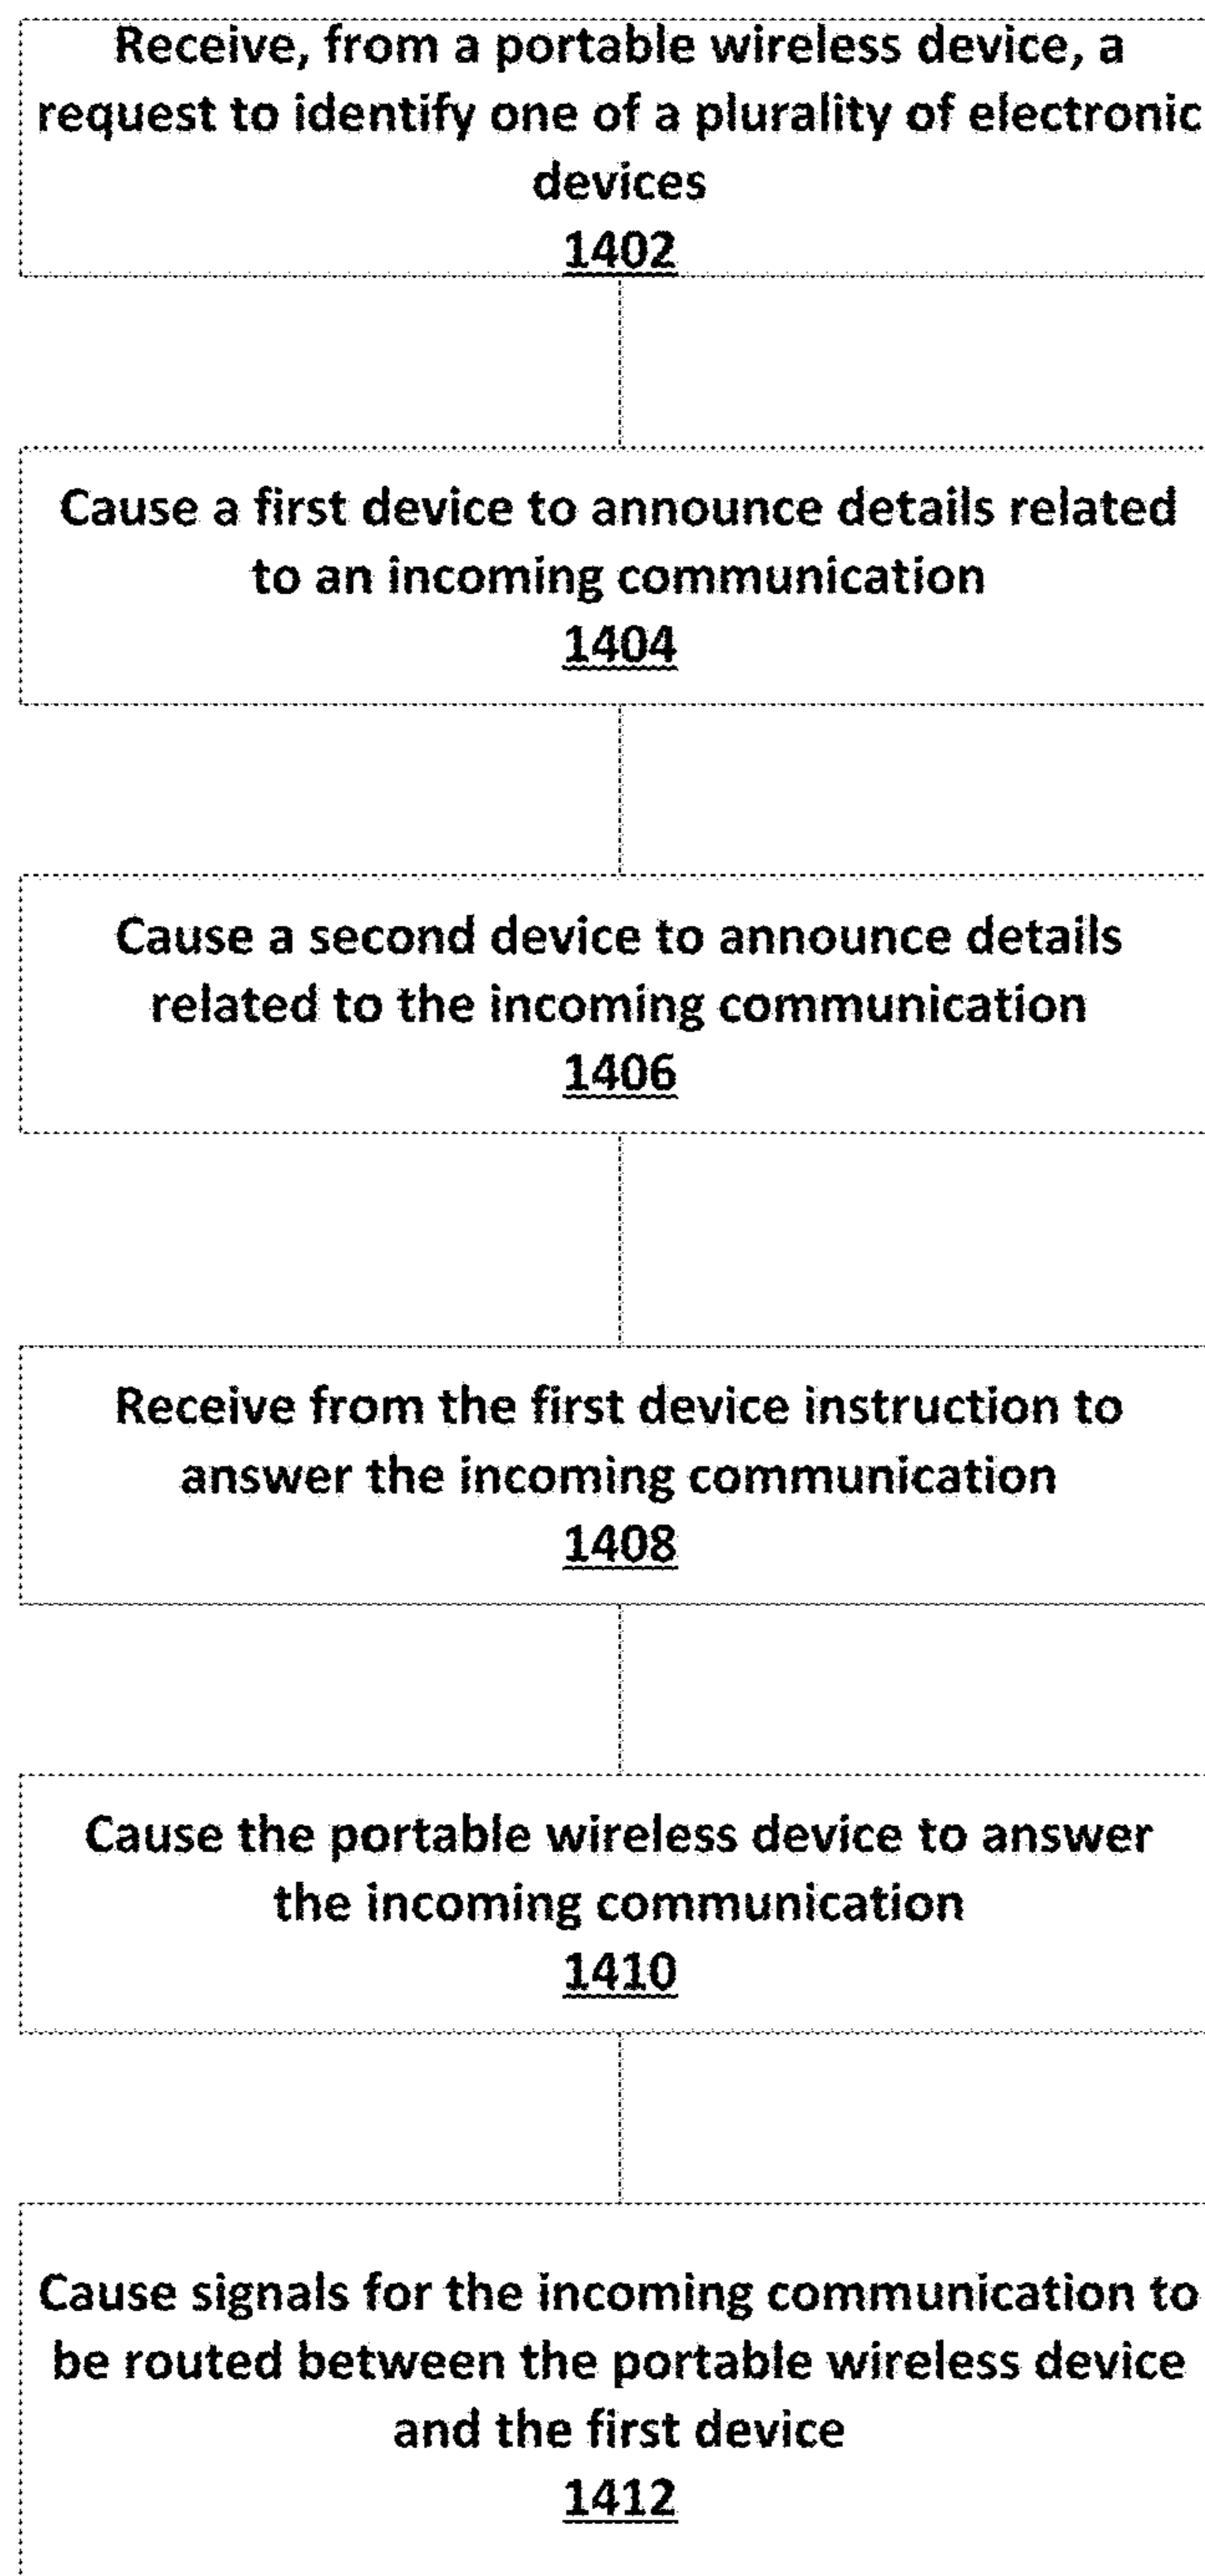 Receive, from a portable wireless device, a
request to identify one of a plurality of electronic
devices
1402
Cause a first device to announce details related
to an incoming communication
1404
Cause a second device to announce details
related to the incoming communication
1406
Receive from the first device instruction to
answer the incoming communication
1408
Cause the portable wireless device to answer
the incoming communication
1410
Cause signals for the incoming communication to
be routed between the portable wireless device
and the first device
1412